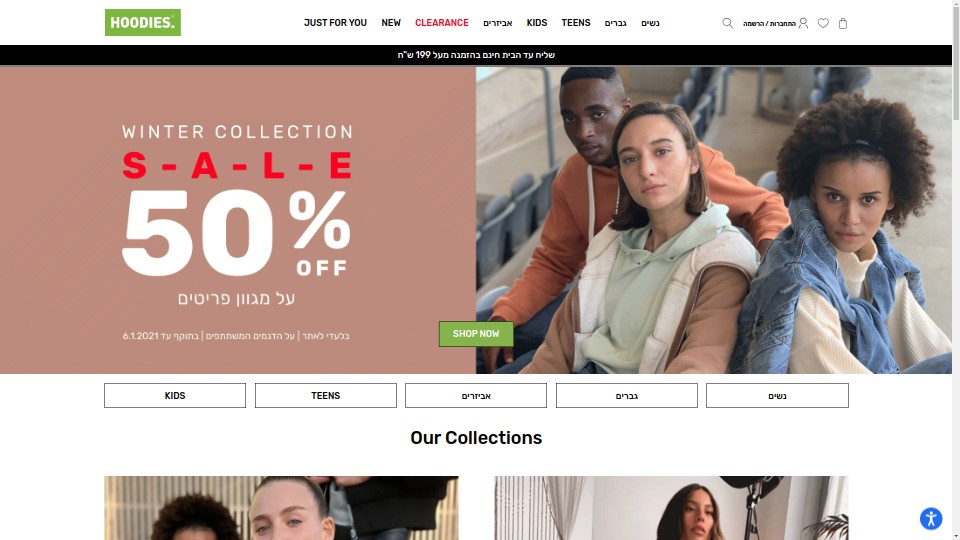 HOODIES.
JUST FOR YOU NEW CLEARANCE אביזרים KIDS TEENS גברים נשים
התחברות / הרשמה
שליח עד הבית חינם בהזמנה מעל 199 ש"ח
WINTER COLLECTION
S-A-L-E
50%
OFF
על מגוון פריטים
בלעדי לאתר | על הדגמים המשתתפים | בתוקף עד 6.1.2021
SHOP NOW
KIDS TEENS אביזרים גברים נשים
Our Collections